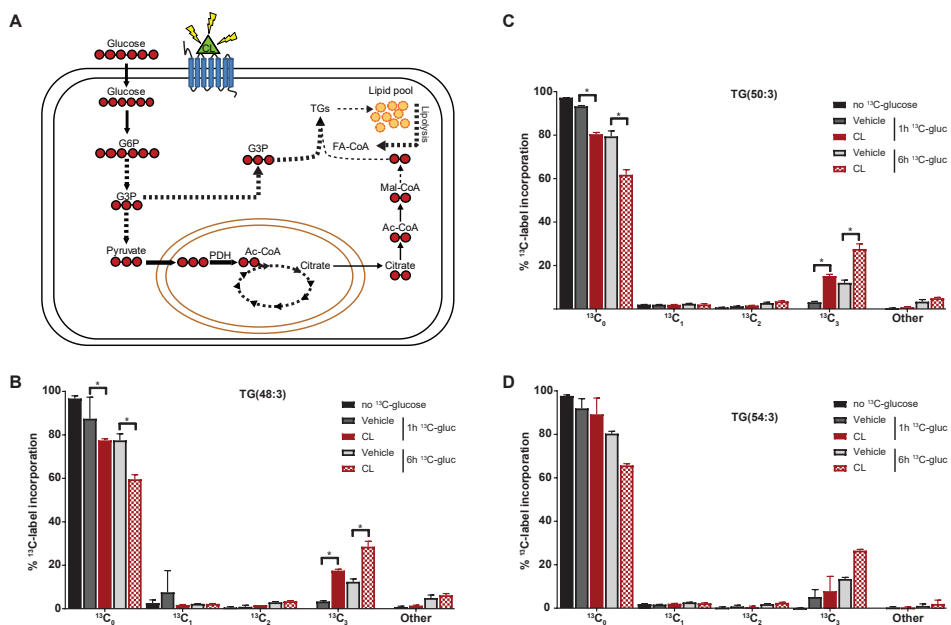 A
Glucose
CL
Glucose
G6P
G3P
Pyruvate
PDH
Ac-CoA
Citrate
Citrate
Ac-CoA
Mal-CoA
FA-CoA
G3P
TGs
Lipid pool
Lipolysis
B
TG(48:3)
% ¹³C-label incorporation
100
80
60
40
20
0
¹³C₀
¹³C₁
¹³C₂
¹³C₃
Other
* * * *
no ¹³C-glucose
Vehicle
CL
1h ¹³C-gluc
Vehicle
CL
6h ¹³C-gluc
C
TG(50:3)
% ¹³C-label incorporation
100
80
60
40
20
¹³C₀
¹³C₁
¹³C₂
¹³C₃
Other
* * * *
no ¹³C-glucose
Vehicle
CL
1h ¹³C-gluc
Vehicle
CL
6h ¹³C-gluc
D
TG(54:3)
% ¹³C-label incorporation
100
80
60
40
20
0
¹³C₀
¹³C₁
¹³C₂
¹³C₃
Other
no ¹³C-glucose
Vehicle
CL
1h ¹³C-gluc
Vehicle
CL
6h ¹³C-gluc